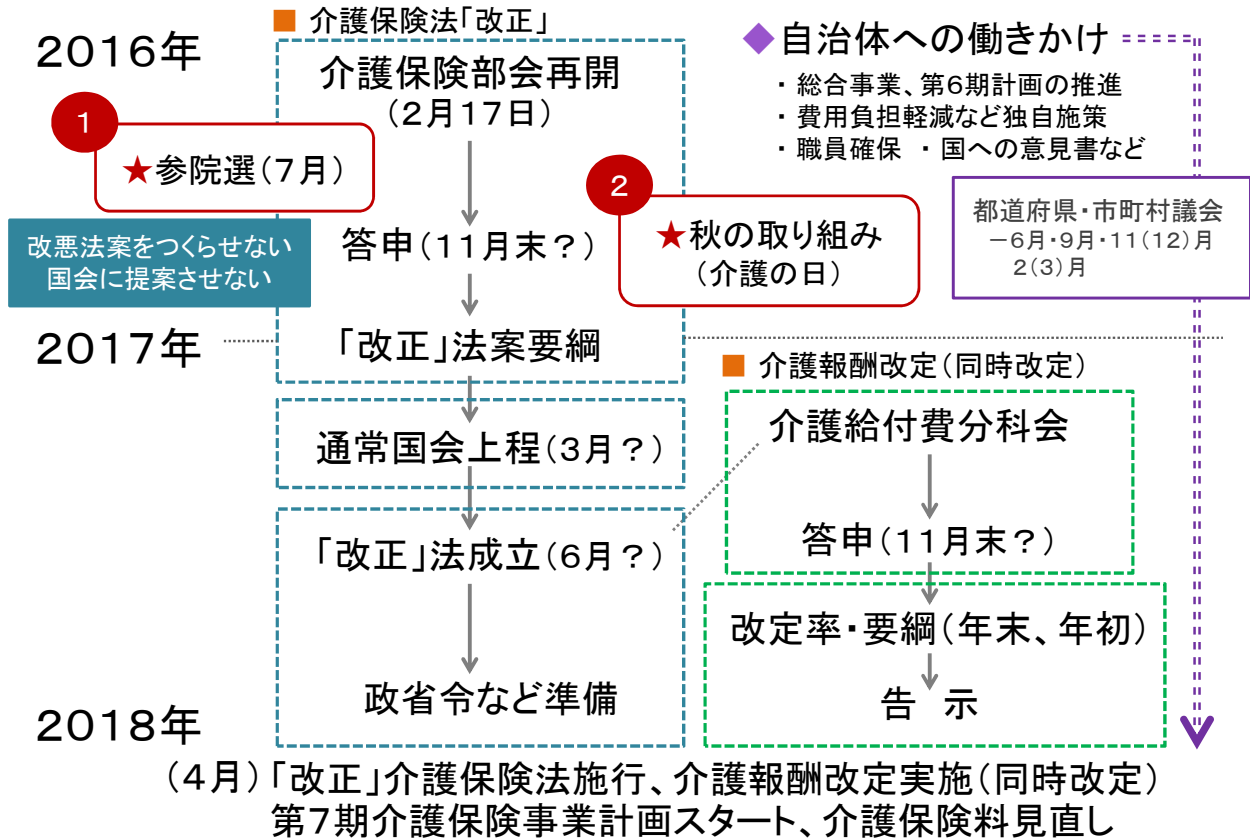 ■ 介護保険法「改正」
2016年
介護保険部会再開
(2月17日)
1
★参院選(7月)
改悪法案をつくらせない
国会に提案させない
答申(11月末?)
2
★秋の取り組み
(介護の日)
◆自治体への働きかけ
・ 総合事業、第6期計画の推進
・ 費用負担軽減など独自施策
・ 職員確保 ・ 国への意見書など
都道府県・市町村議会
－6月・9月・11(12)月
2(3)月
2017年
「改正」法案要綱
通常国会上程(3月?)
「改正」法成立(6月?)
政省令など準備
■ 介護報酬改定(同時改定)
介護給付費分科会
答申(11月末?)
改定率・要綱(年末、年初)
告 示
2018年
(4月)「改正」介護保険法施行、介護報酬改定実施(同時改定)
第7期介護保険事業計画スタート、介護保険料見直し